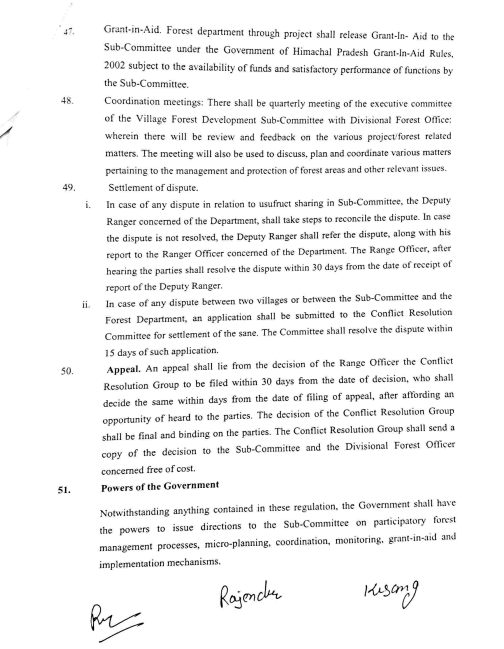 47. Grant-in-Aid. Forest department through project shall release Grant-In- Aid to the
Sub-Committee under the Government of Himachal Pradesh Grant-In-Aid Rules,
2002 subject to the availability of funds and satisfactory performance of functions by
the Sub-Committee.
48. Coordination meetings: There shall be quarterly meeting of the executive committee
of the Village Forest Development Sub-Committee with Divisional Forest Office:
wherein there will be review and feedback on the various project/forest related
matters. The meeting will also be used to discuss, plan and coordinate various matters
pertaining to the management and protection of forest areas and other relevant issues.
49. Settlement of dispute.
i. In case of any dispute in relation to usufruct sharing in Sub-Committee, the Deputy
Ranger concerned of the Department, shall take steps to reconcile the dispute. In case
the dispute is not resolved, the Deputy Ranger shall refer the dispute, along with his
report to the Ranger Officer concerned of the Department. The Range Officer, after
hearing the parties shall resolve the dispute within 30 days from the date of receipt of
report of the Deputy Ranger.
ii. In case of any dispute between two villages or between the Sub-Committee and the
Forest Department, an application shall be submitted to the Conflict Resolution
Committee for settlement of the sane. The Committee shall resolve the dispute within
15 days of such application.
50. Appeal. An appeal shall lie from the decision of the Range Officer the Conflict
Resolution Group to be filed within 30 days from the date of decision, who shall
decide the same within days from the date of filing of appeal, after affording an
opportunity of heard to the parties. The decision of the Conflict Resolution Group
shall be final and binding on the parties. The Conflict Resolution Group shall send a
copy of the decision to the Sub-Committee and the Divisional Forest Officer
concerned free of cost.
51. Powers of the Government
Notwithstanding anything contained in these regulation, the Government shall have
the powers to issue directions to the Sub-Committee on participatory forest
management processes, micro-planning, coordination, monitoring, grant-in-aid and
implementation mechanisms.
Rajender